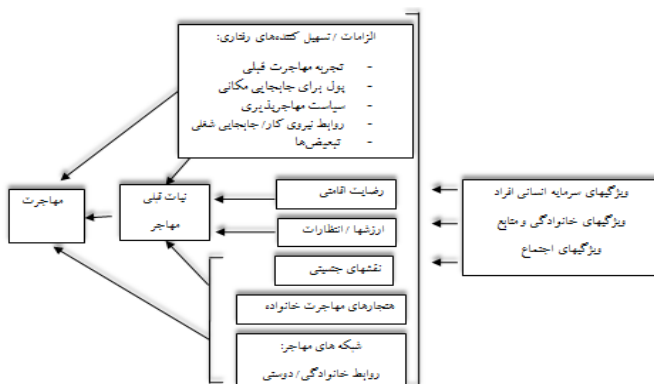 الزامات / تسهیل کننده‌های رفتاری:
- تجربه مهاجرت قبلی
- پول برای جابجایی مکانی
- سیاست مهاجرپذیری
- روابط نیروی کار/ جابجایی شغلی
- تبعیض‌ها
ویژگیهای سرمایه انسانی افراد
ویژگیهای خانوادگی و منابع
ویژگیهای اجتماع
رضایت اقامتی
ارزشها / انتظارات
نقشهای جنسیتی
هنجارهای مهاجرت خانواده
شبکه های مهاجر:
روابط خانوادگی/ دوستی
نیات قبلی
مهاجر
مهاجرت